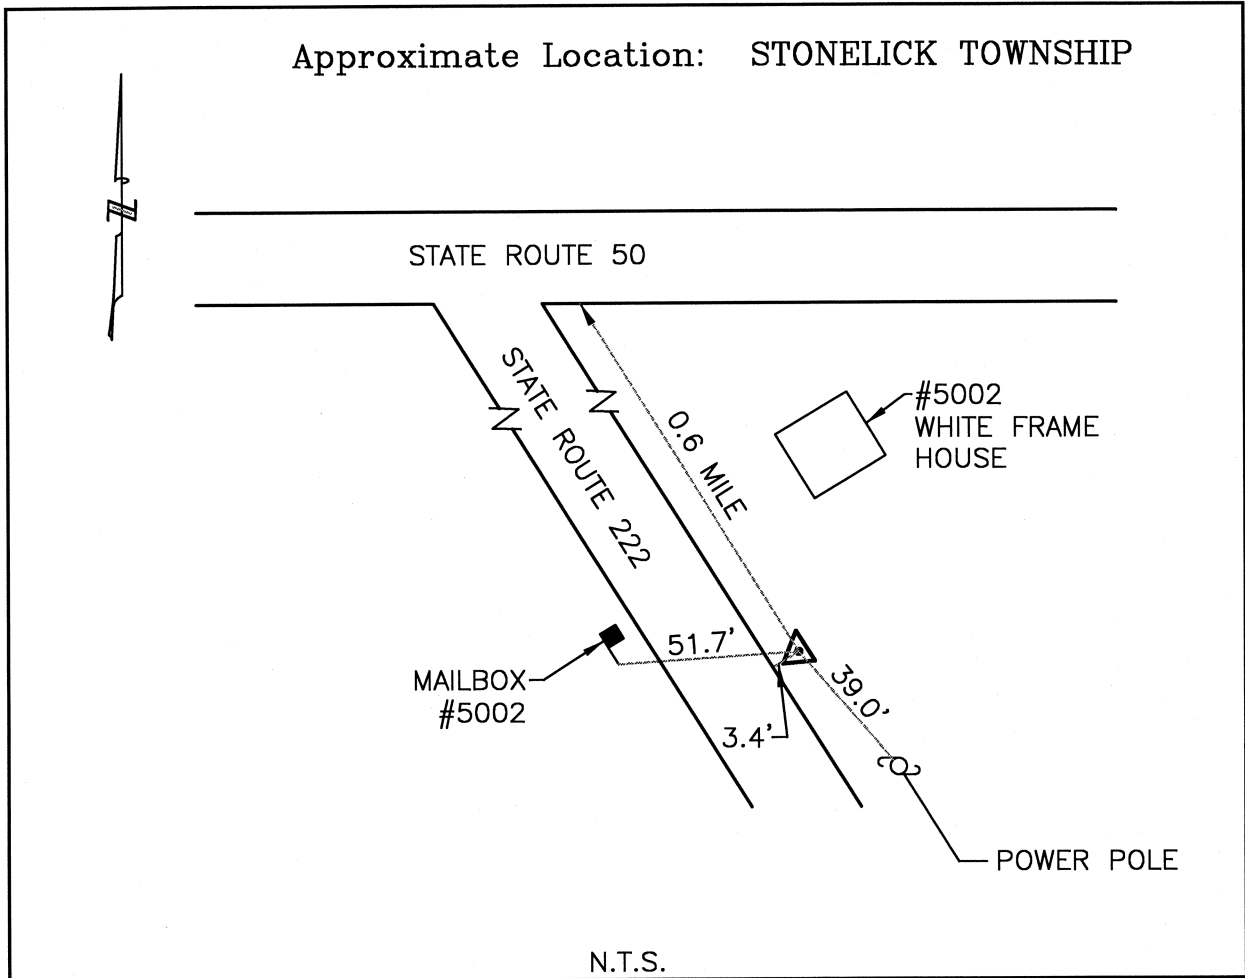 Approximate Location: STONELICK TOWNSHIP
N
STATE ROUTE 50
STATE ROUTE 222
0.6 MILE
#5002
WHITE FRAME
HOUSE
51.7'
MAILBOX
#5002
3.4'
39.0'
POWER POLE
N.T.S.